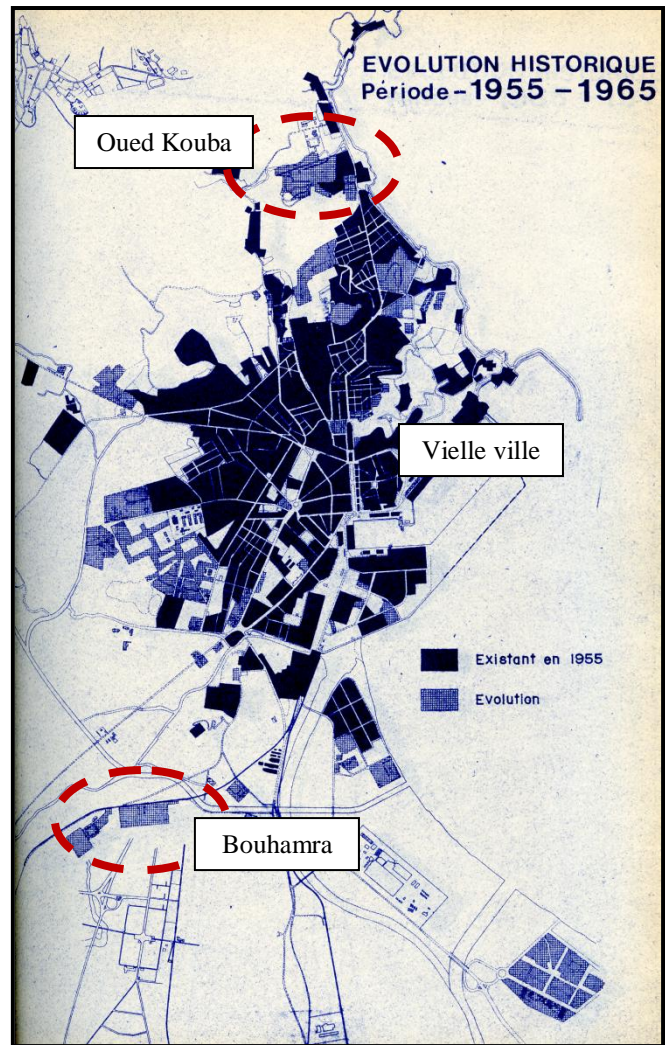 EVOLUTION HISTORIQUE
Période - 1955 - 1965
Oued Kouba
Vielle ville
Existant en 1955
Evolution
Bouhamra